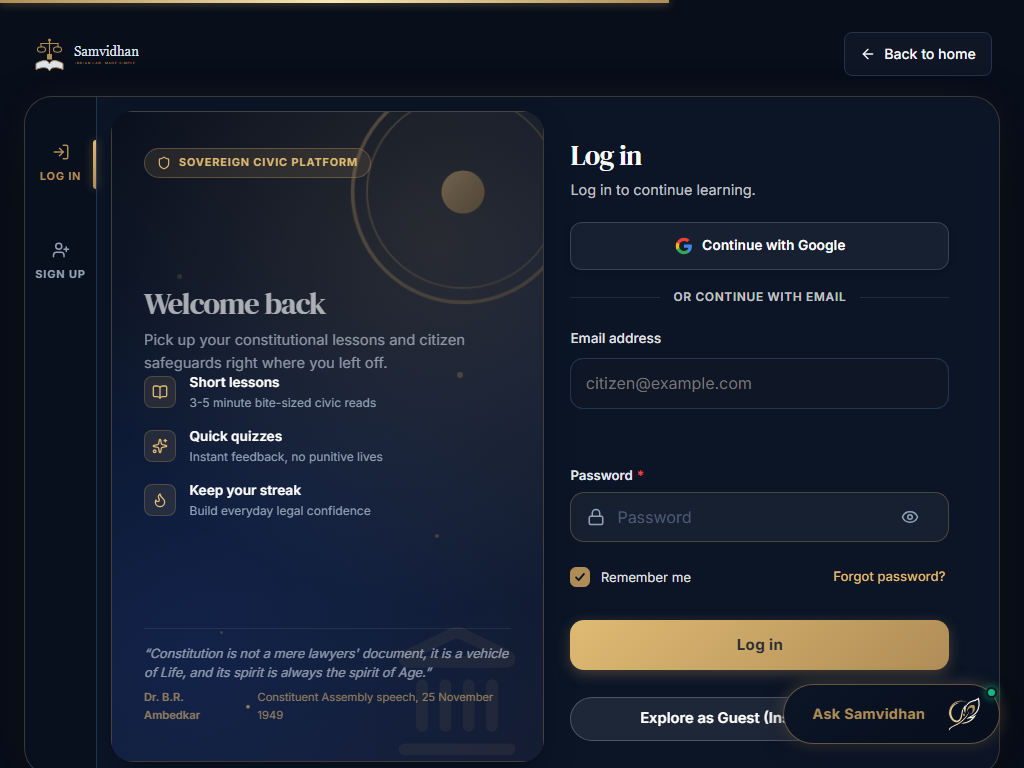 Samvidhan
INDIAN LAW. MADE SIMPLE
Back to home
LOG IN
SIGN UP
SOVEREIGN CIVIC PLATFORM
Welcome back
Pick up your constitutional lessons and citizen
safeguards right where you left off.
Short lessons
3-5 minute bite-sized civic reads
Quick quizzes
Instant feedback, no punitive lives
Keep your streak
Build everyday legal confidence
“Constitution is not a mere lawyers' document, it is a vehicle
of Life, and its spirit is always the spirit of Age.”
Dr. B.R.
Ambedkar
• Constituent Assembly speech, 25 November
1949
Log in
Log in to continue learning.
Continue with Google
OR CONTINUE WITH EMAIL
Email address
citizen@example.com
Password *
Password
Remember me
Forgot password?
Log in
Explore as Guest
Ask Samvidhan